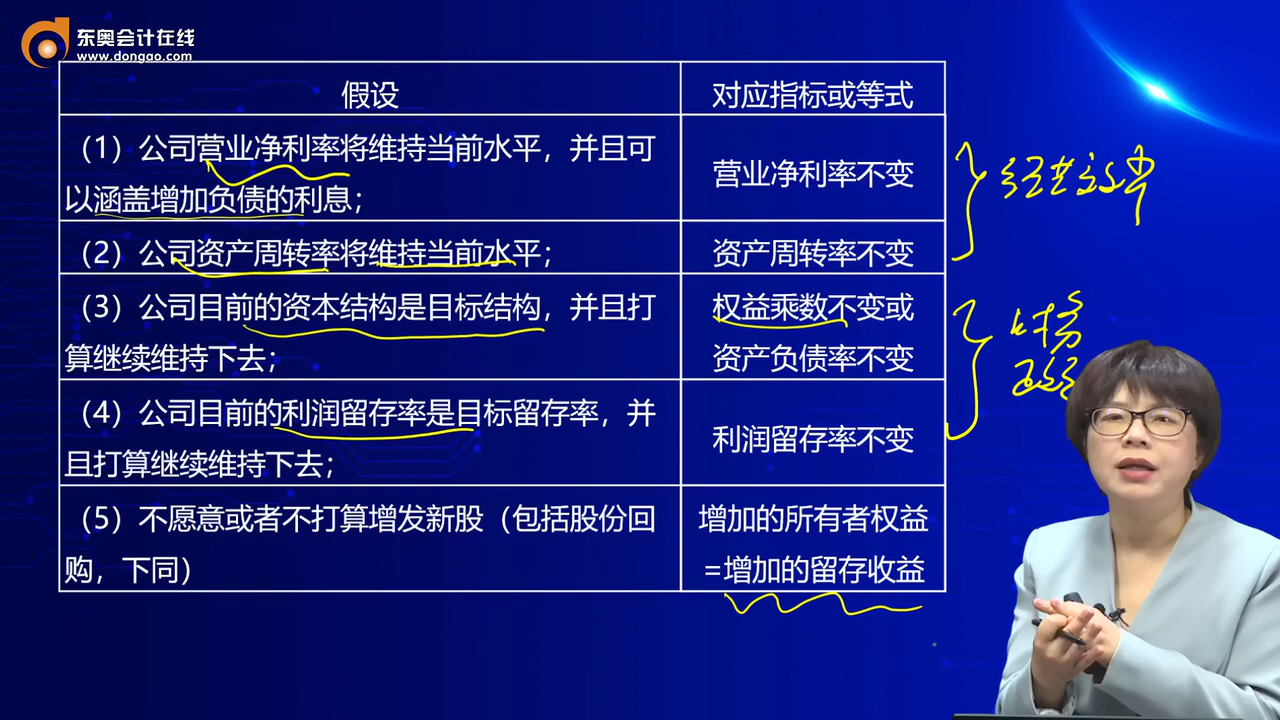 东奥会计在线
www.dongao.com
假设
对应指标或等式
（1）公司营业净利率将维持当前水平，并且可
以涵盖增加负债的利息；
营业净利率不变
（2）公司资产周转率将维持当前水平；
资产周转率不变
（3）公司目前的资本结构是目标结构，并且打
算继续维持下去；
权益乘数不变或
资产负债率不变
（4）公司目前的利润留存率是目标留存率，并
且打算继续维持下去；
利润留存率不变
（5）不愿意或者不打算增发新股（包括股份回
购，下同）
增加的所有者权益
=增加的留存收益
经营效率
财务